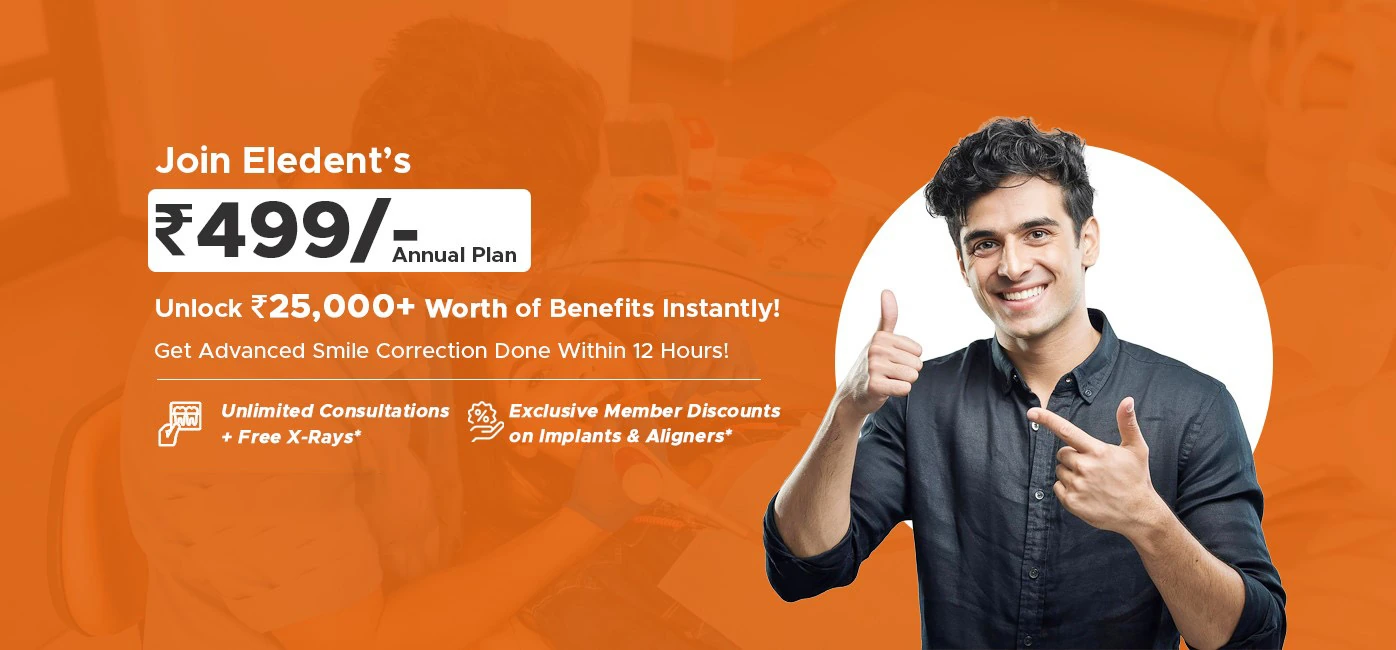 Join Eledent’s
₹499/-
Annual Plan
Unlock ₹25,000+ Worth of Benefits Instantly!
Get Advanced Smile Correction Done Within 12 Hours!
Unlimited Consultations
+ Free X-Rays*
Exclusive Member Discounts
on Implants & Aligners*